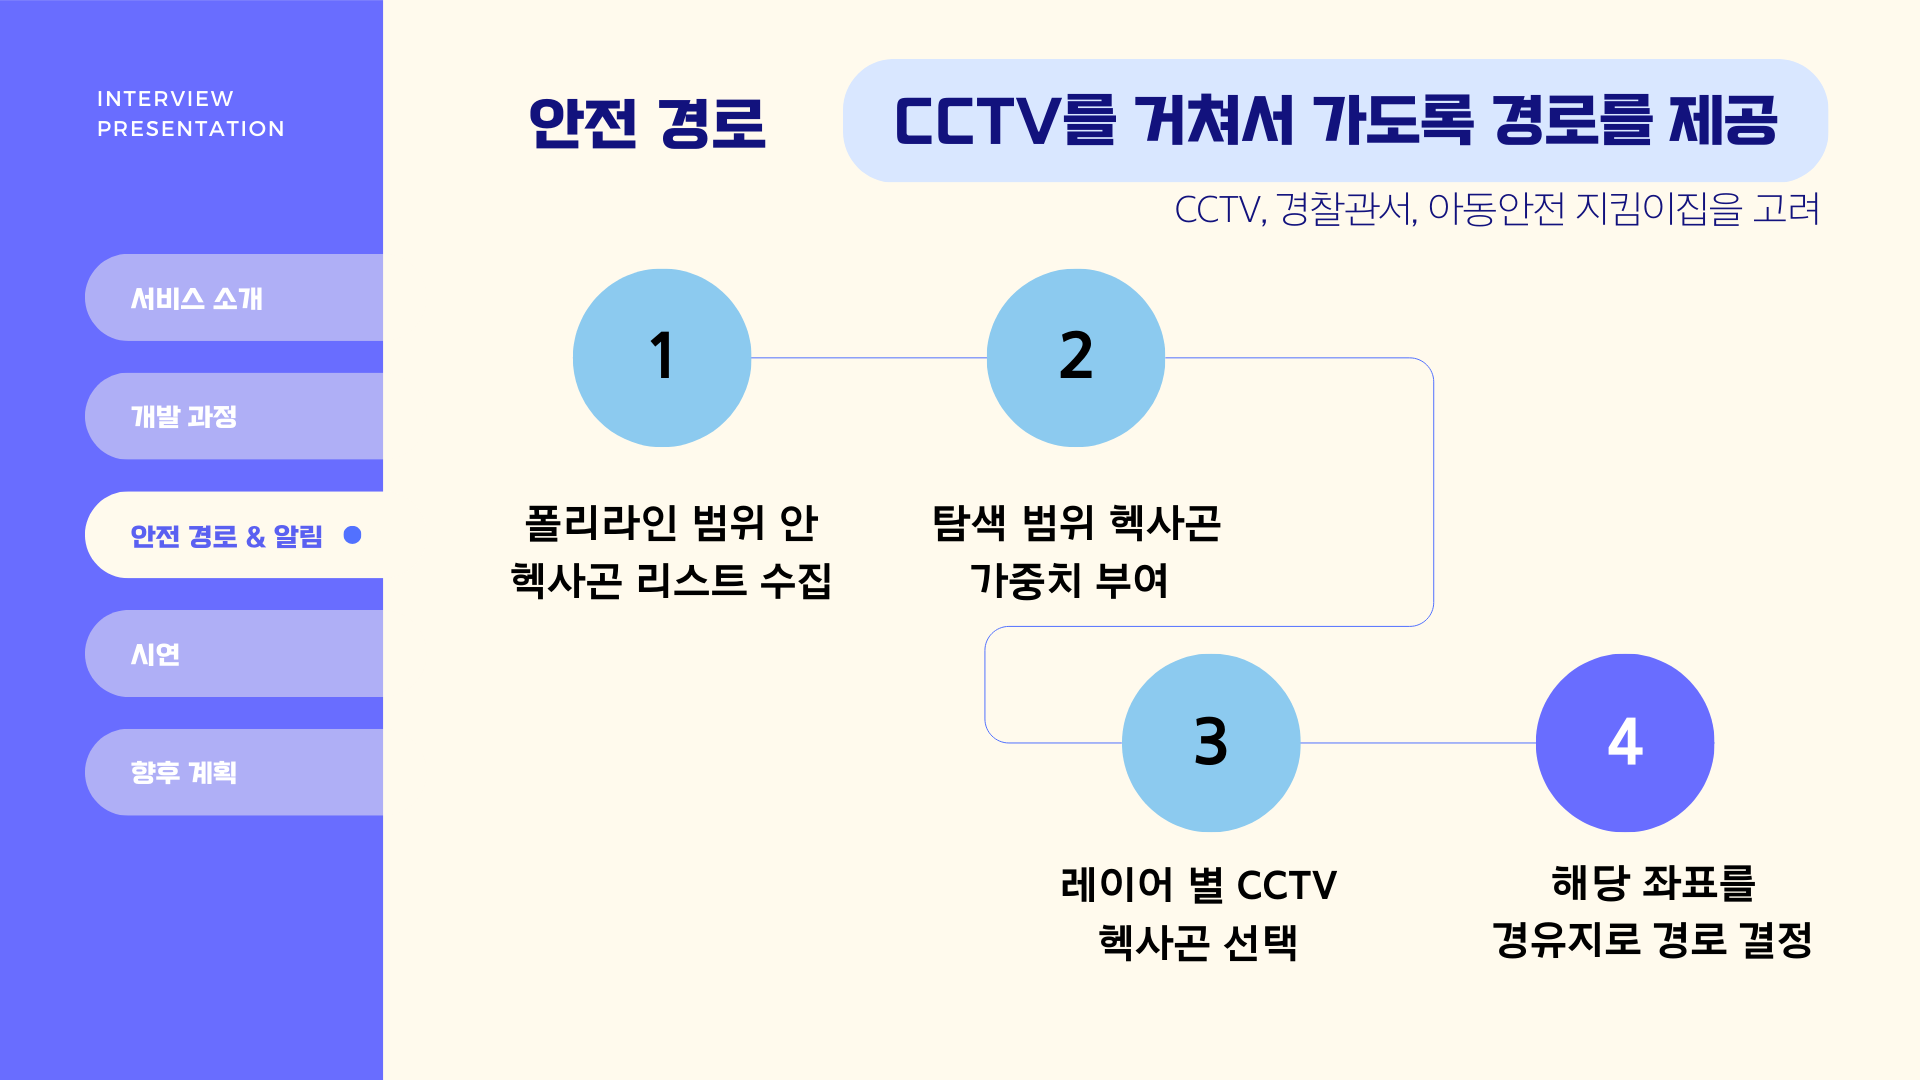 INTERVIEW
PRESENTATION
서비스 소개
개발 과정
안전 경로 & 알림
시연
향후 계획
안전 경로
CCTV를 거쳐서 가도록 경로를 제공
CCTV, 경찰관서, 아동안전 지킴이집을 고려
1
폴리라인 범위 안
헥사곤 리스트 수집
2
탐색 범위 헥사곤
가중치 부여
3
레이어 별 CCTV
헥사곤 선택
4
해당 좌표를
경유지로 경로 결정